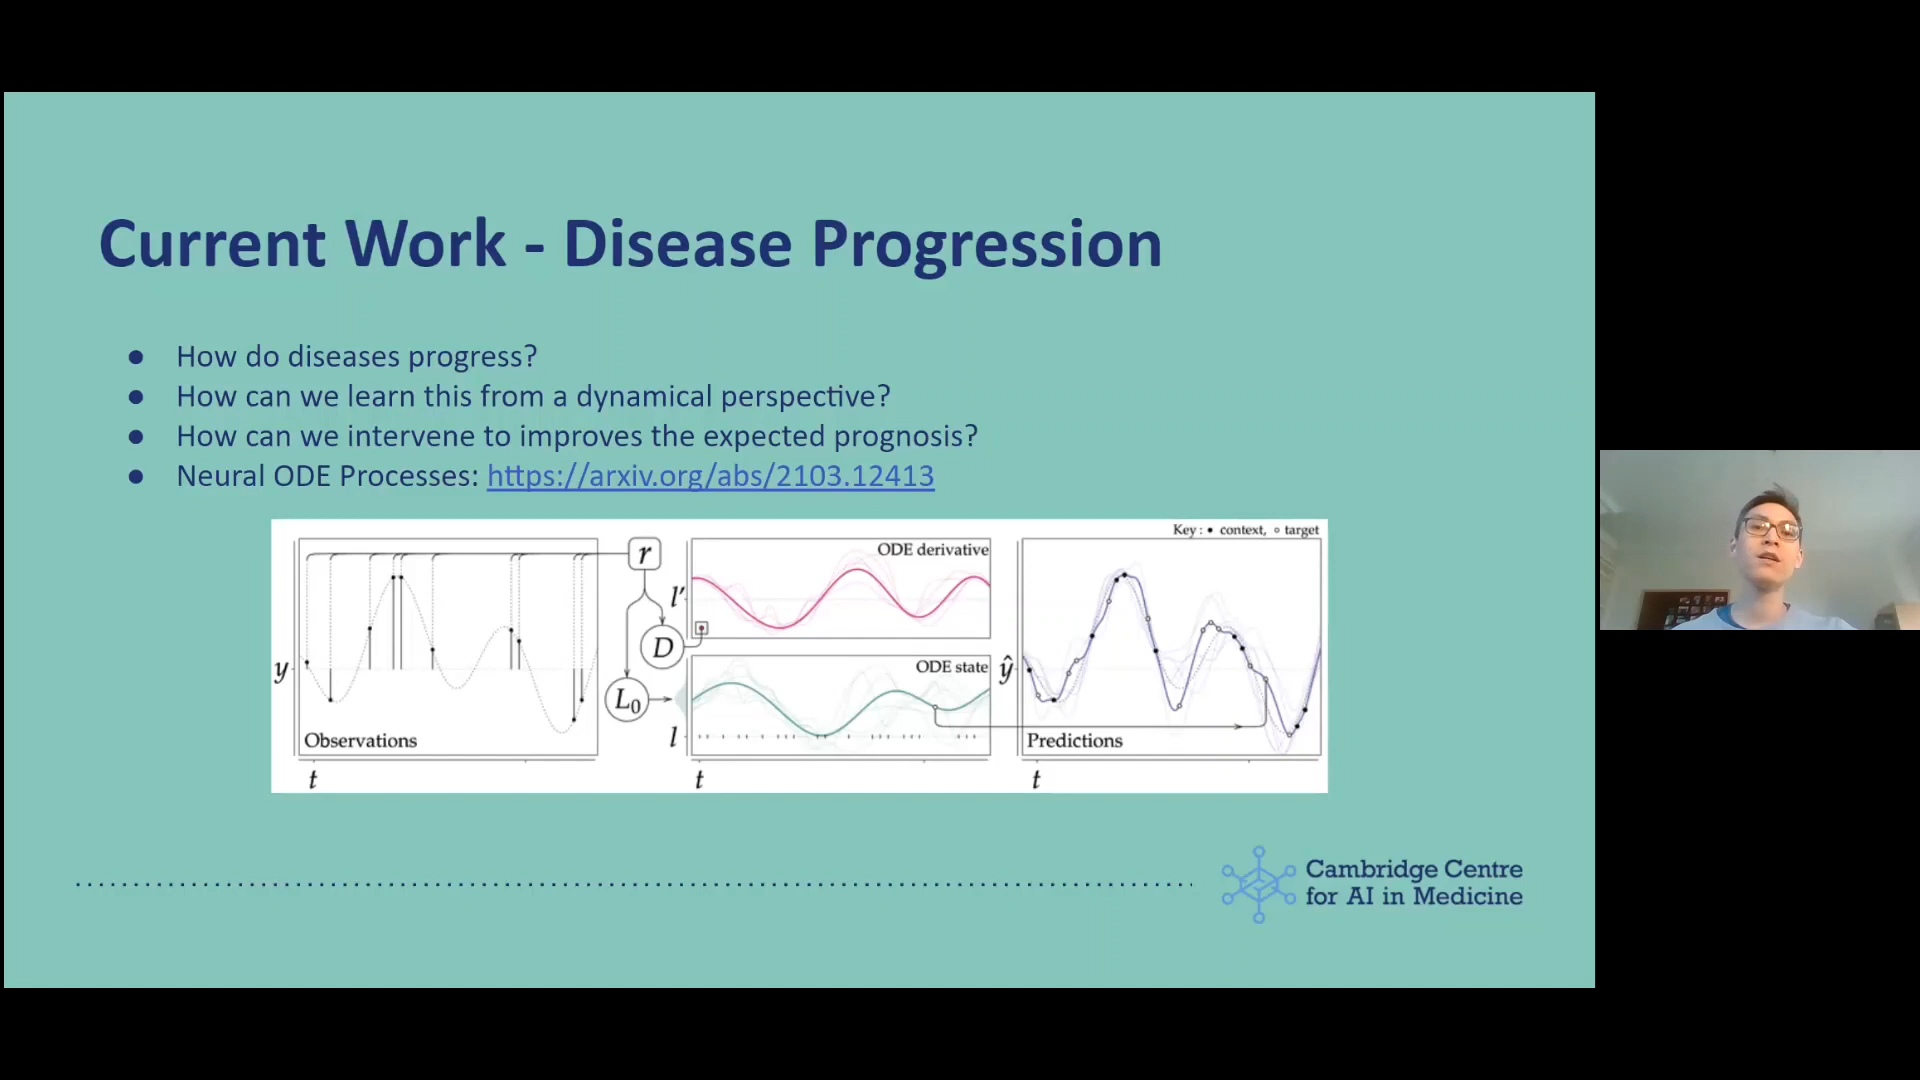 Current Work - Disease Progression
● How do diseases progress?
● How can we learn this from a dynamical perspective?
● How can we intervene to improves the expected prognosis?
● Neural ODE Processes: https://arxiv.org/abs/2103.12413
Key: • context, ∘ target
r
ODE derivative
l'
D
y
ODE state
ŷ
L₀
l
Observations
Predictions
t
t
t
Cambridge Centre
for AI in Medicine